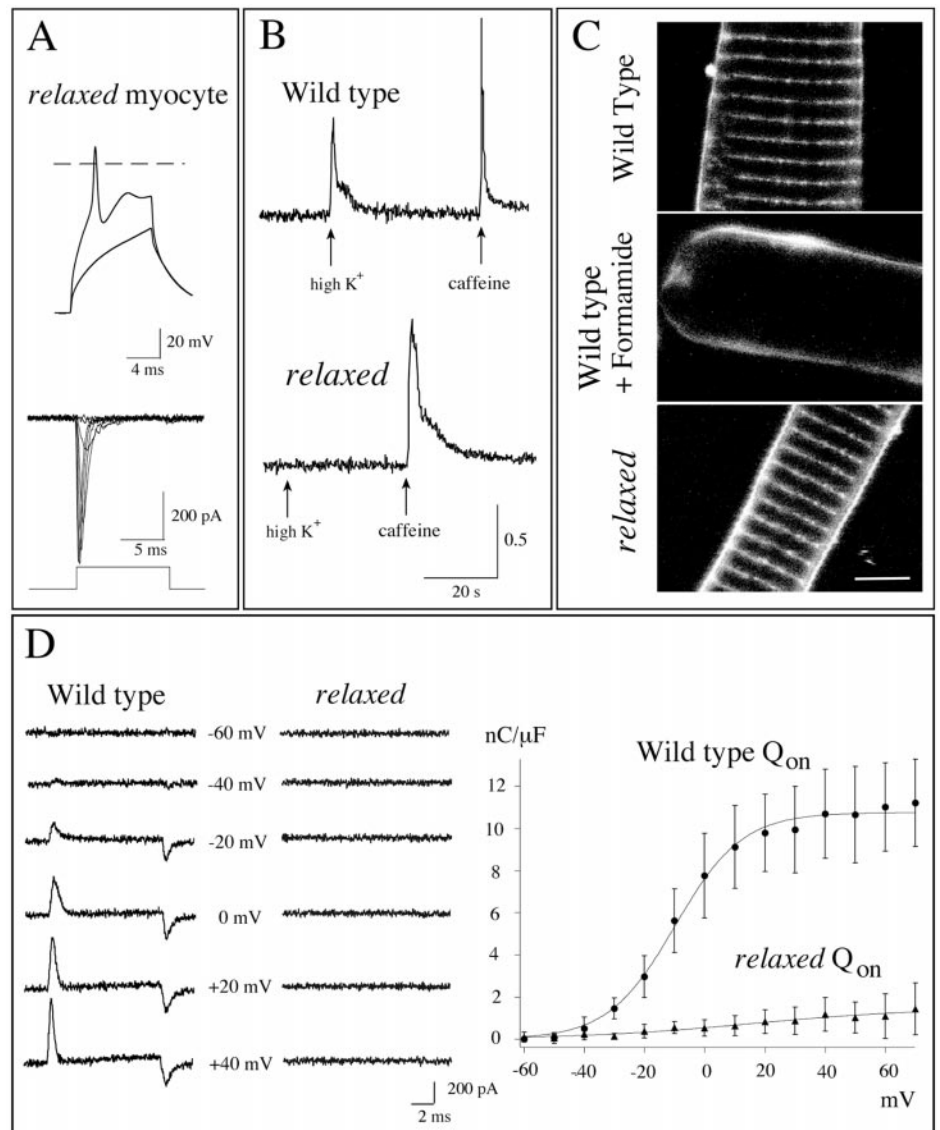 A
relaxed myocyte
20 mV
4 ms
200 pA
5 ms
B
Wild type
high K⁺
caffeine
relaxed
high K⁺
caffeine
0.5
20 s
C
Wild Type
Wild type
+ Formamide
relaxed
D
Wild type
relaxed
-60 mV
-40 mV
-20 mV
0 mV
+20 mV
+40 mV
200 pA
2 ms
nC/μF
12
10
8
6
4
2
0
-60
-40
-20
0
20
40
60
mV
Wild type Qon
relaxed Qon